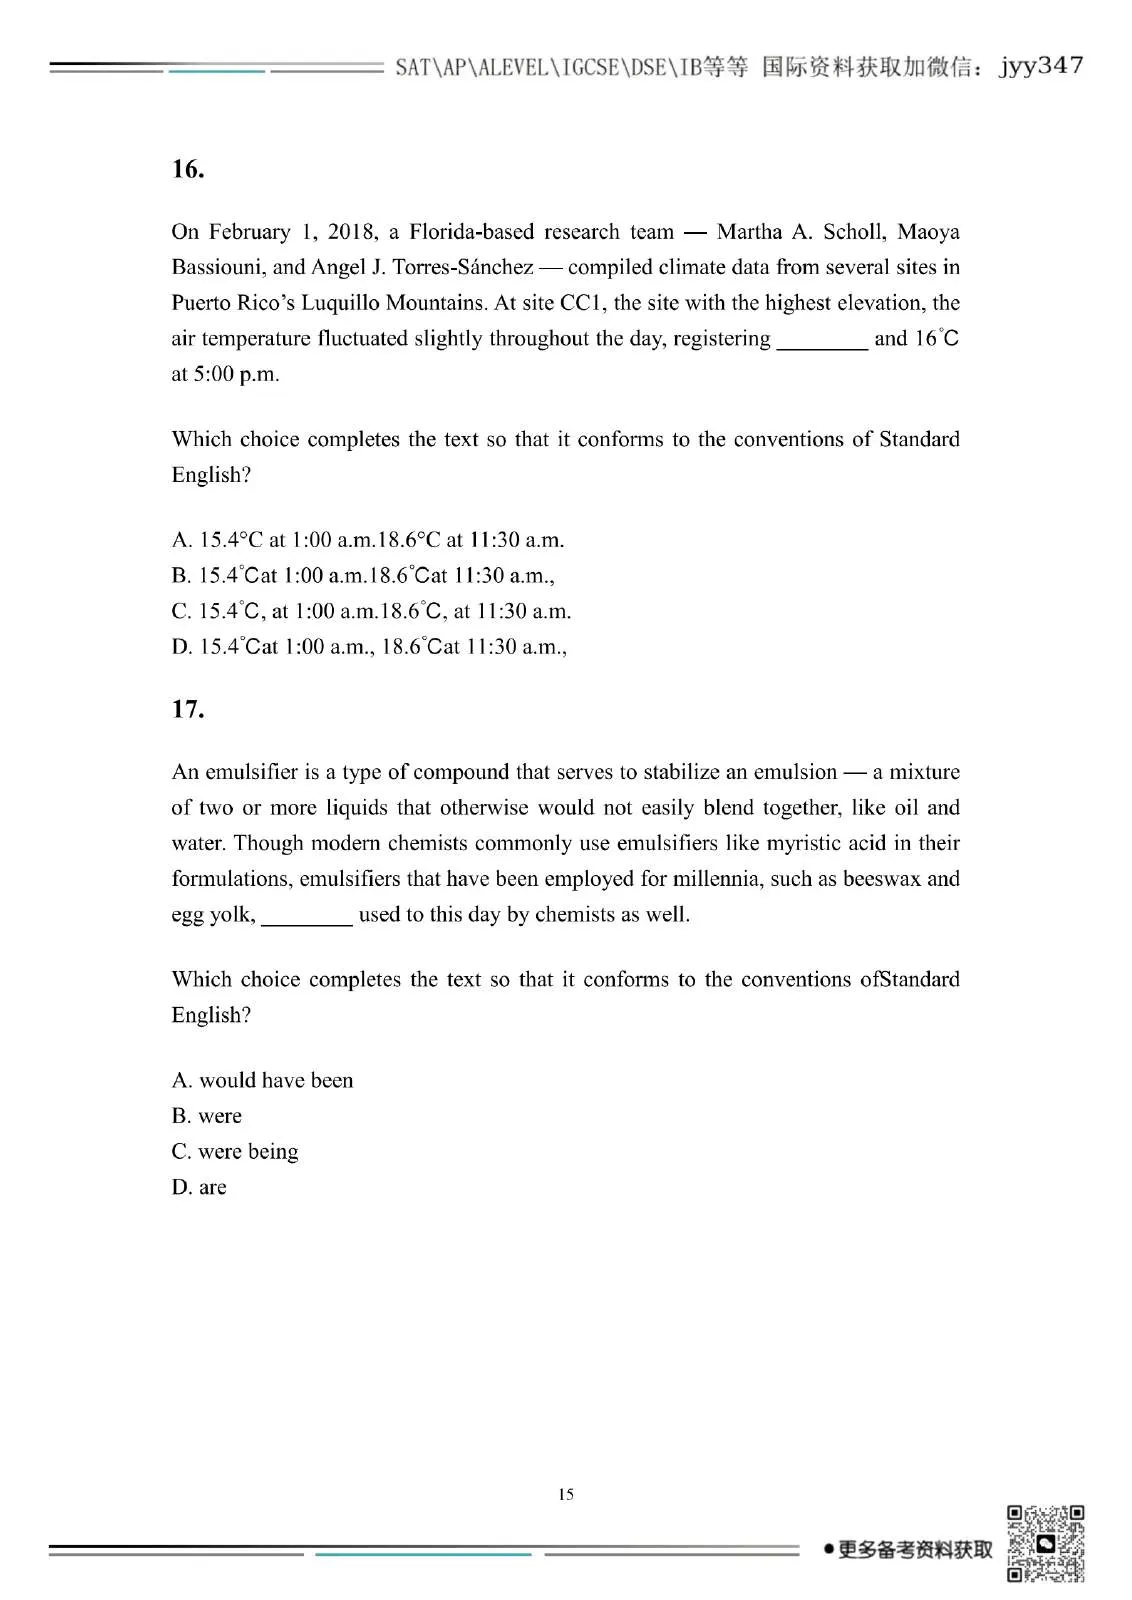 SAT\AP\ALEVEL\IGCSE\DSE\IB等等 国际资料获取加微信：jyy347
16.
On February 1, 2018, a Florida-based research team — Martha A. Scholl, Maoya
Bassiouni, and Angel J. Torres-Sánchez — compiled climate data from several sites in
Puerto Rico’s Luquillo Mountains. At site CC1, the site with the highest elevation, the
air temperature fluctuated slightly throughout the day, registering ________ and 16℃
at 5:00 p.m.
Which choice completes the text so that it conforms to the conventions of Standard
English?
A. 15.4°C at 1:00 a.m.18.6°C at 11:30 a.m.
B. 15.4℃at 1:00 a.m.18.6℃at 11:30 a.m.,
C. 15.4℃, at 1:00 a.m.18.6℃, at 11:30 a.m.
D. 15.4℃at 1:00 a.m., 18.6℃at 11:30 a.m.,
17.
An emulsifier is a type of compound that serves to stabilize an emulsion — a mixture
of two or more liquids that otherwise would not easily blend together, like oil and
water. Though modern chemists commonly use emulsifiers like myristic acid in their
formulations, emulsifiers that have been employed for millennia, such as beeswax and
egg yolk, ________ used to this day by chemists as well.
Which choice completes the text so that it conforms to the conventions ofStandard
English?
A. would have been
B. were
C. were being
D. are
15
●更多备考资料获取